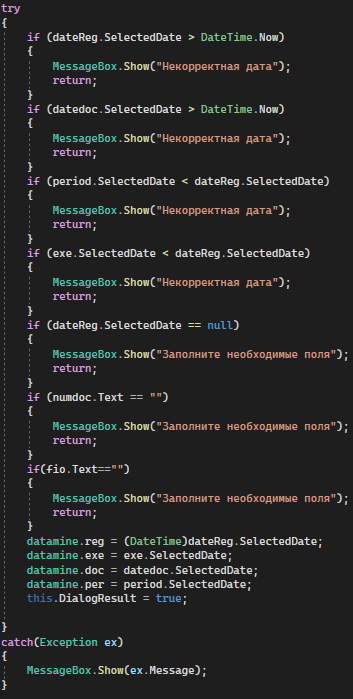 try
{
if (dateReg.SelectedDate > DateTime.Now)
{
MessageBox.Show("Некорректная дата");
return;
}
if (datedoc.SelectedDate > DateTime.Now)
{
MessageBox.Show("Некорректная дата");
return;
}
if (period.SelectedDate < dateReg.SelectedDate)
{
MessageBox.Show("Некорректная дата");
return;
}
if (exe.SelectedDate < dateReg.SelectedDate)
{
MessageBox.Show("Некорректная дата");
return;
}
if (dateReg.SelectedDate == null)
{
MessageBox.Show("Заполните необходимые поля");
return;
}
if (numdoc.Text == "")
{
MessageBox.Show("Заполните необходимые поля");
return;
}
if(fio.Text=="")
{
MessageBox.Show("Заполните необходимые поля");
return;
}
datamine.reg = (DateTime)dateReg.SelectedDate;
datamine.exe = exe.SelectedDate;
datamine.doc = datedoc.SelectedDate;
datamine.per = period.SelectedDate;
this.DialogResult = true;
}
catch(Exception ex)
{
MessageBox.Show(ex.Message);
}